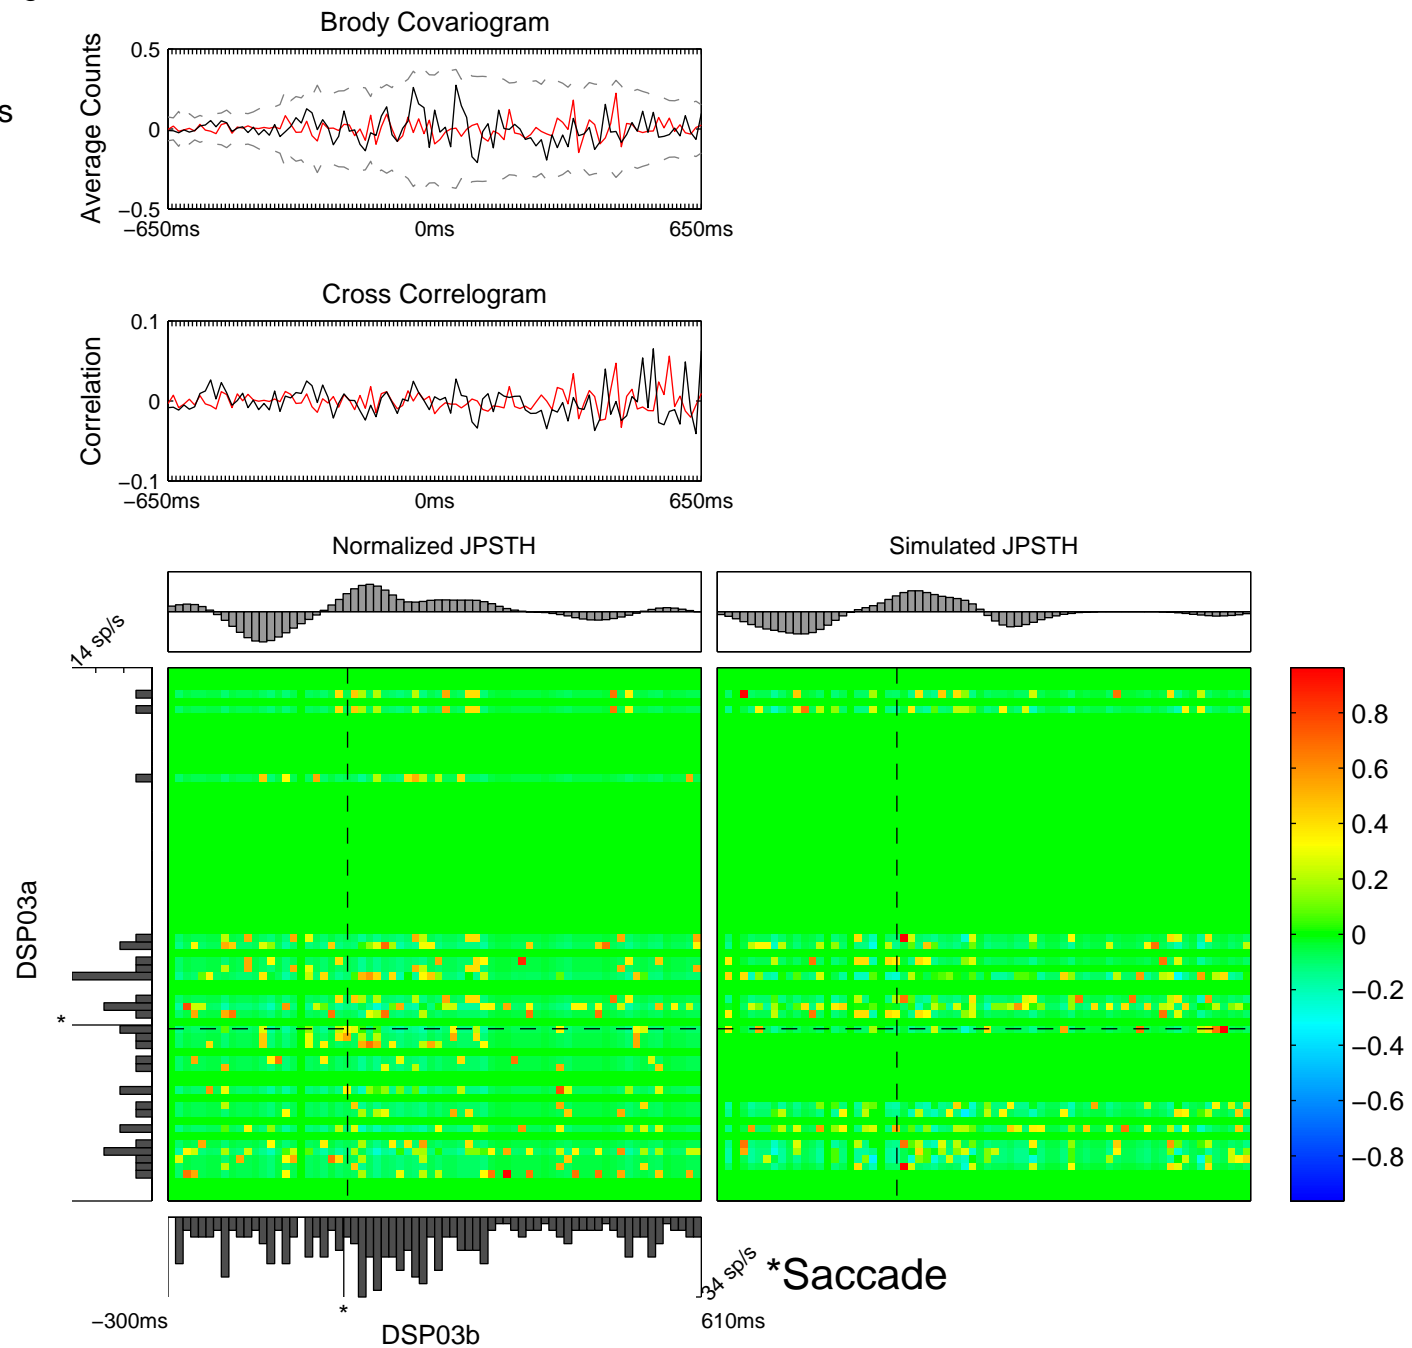 Brody Covariogram
s
Average Counts
0.5
0
−0.5
−650ms 0ms 650ms
Cross Correlogram
Correlation
0.1
0
−0.1
−650ms 0ms 650ms
Normalized JPSTH
Simulated JPSTH
14 sp/s
DSP03a
*
0.8
0.6
0.4
0.2
0
−0.2
−0.4
−0.6
−0.8
34 sp/s
*Saccade
*
−300ms 610ms
DSP03b